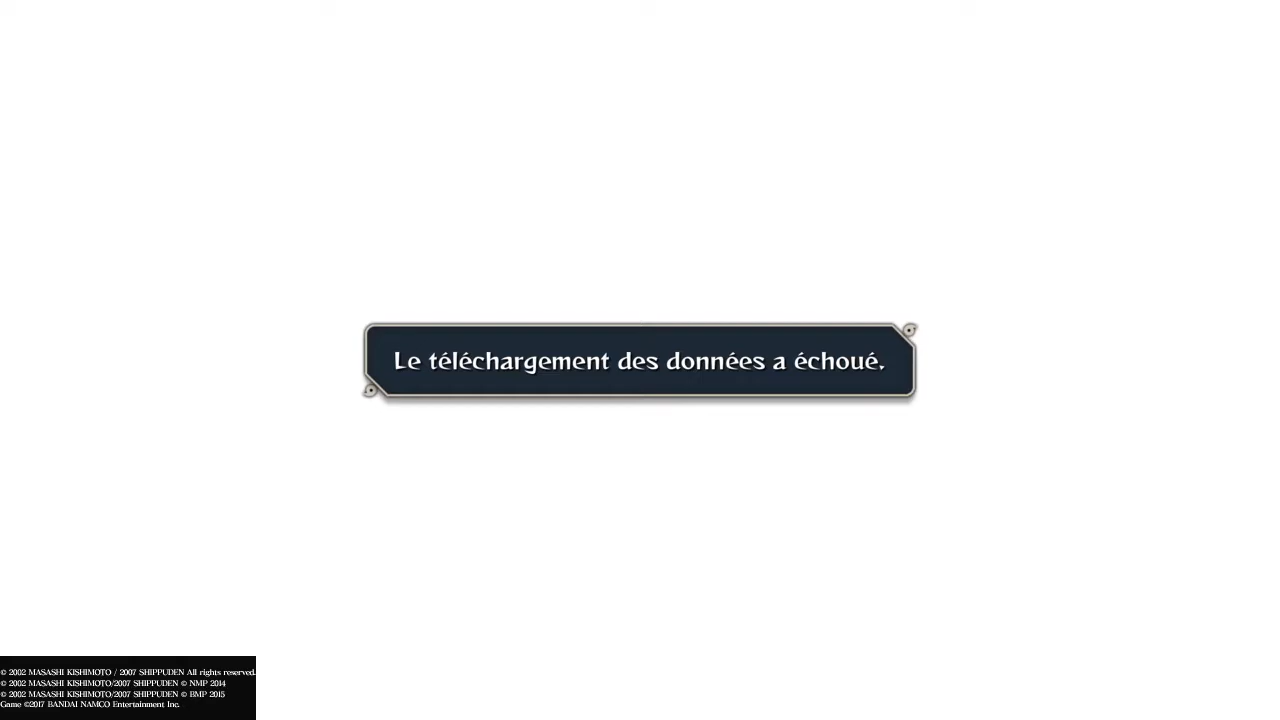 Le téléchargement des données a échoué.
© 2002 MASASHI KISHIMOTO / 2007 SHIPPUDEN All rights reserved.
© 2002 MASASHI KISHIMOTO/2007 SHIPPUDEN © NMP 2014
© 2002 MASASHI KISHIMOTO/2007 SHIPPUDEN © BMP 2015
Game ©2017 BANDAI NAMCO Entertainment Inc.